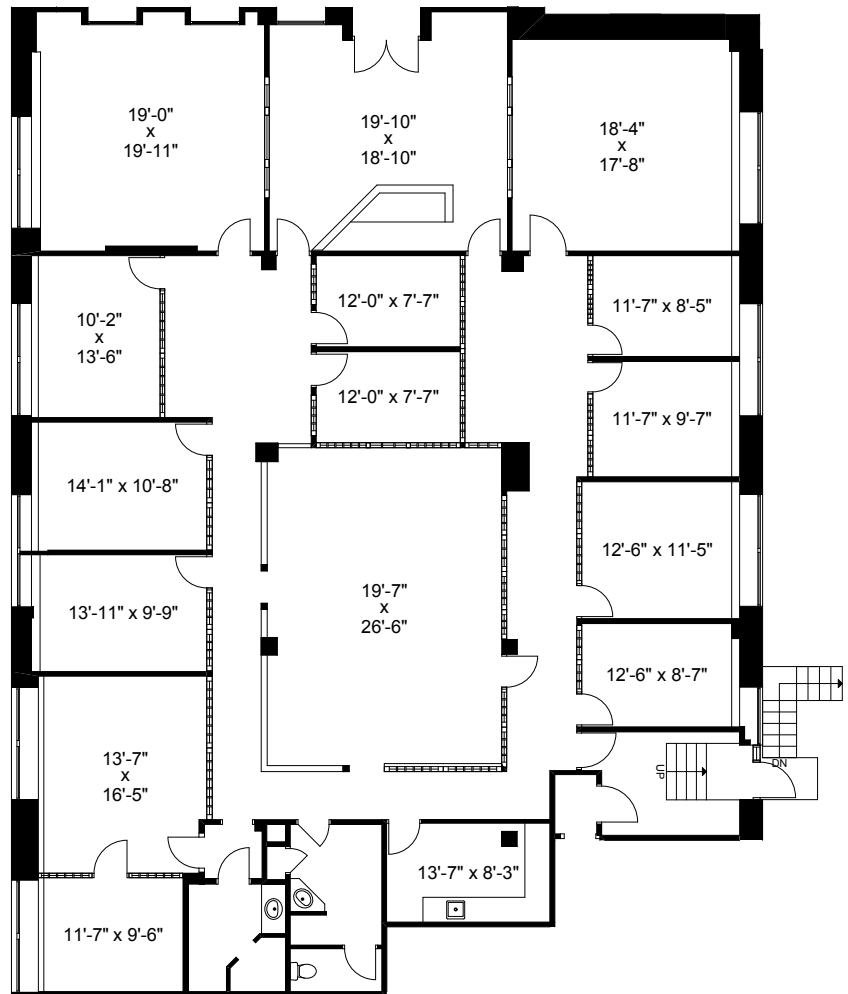 19'-0"
x
19'-11"
19'-10"
x
18'-10"
18'-4"
x
17'-8"
10'-2"
x
13'-6"
12'-0" x 7'-7"
11'-7" x 8'-5"
12'-0" x 7'-7"
11'-7" x 9'-7"
14'-1" x 10'-8"
12'-6" x 11'-5"
13'-11" x 9'-9"
19'-7"
x
26'-6"
12'-6" x 8'-7"
13'-7"
x
16'-5"
UP
DN
13'-7" x 8'-3"
11'-7" x 9'-6"